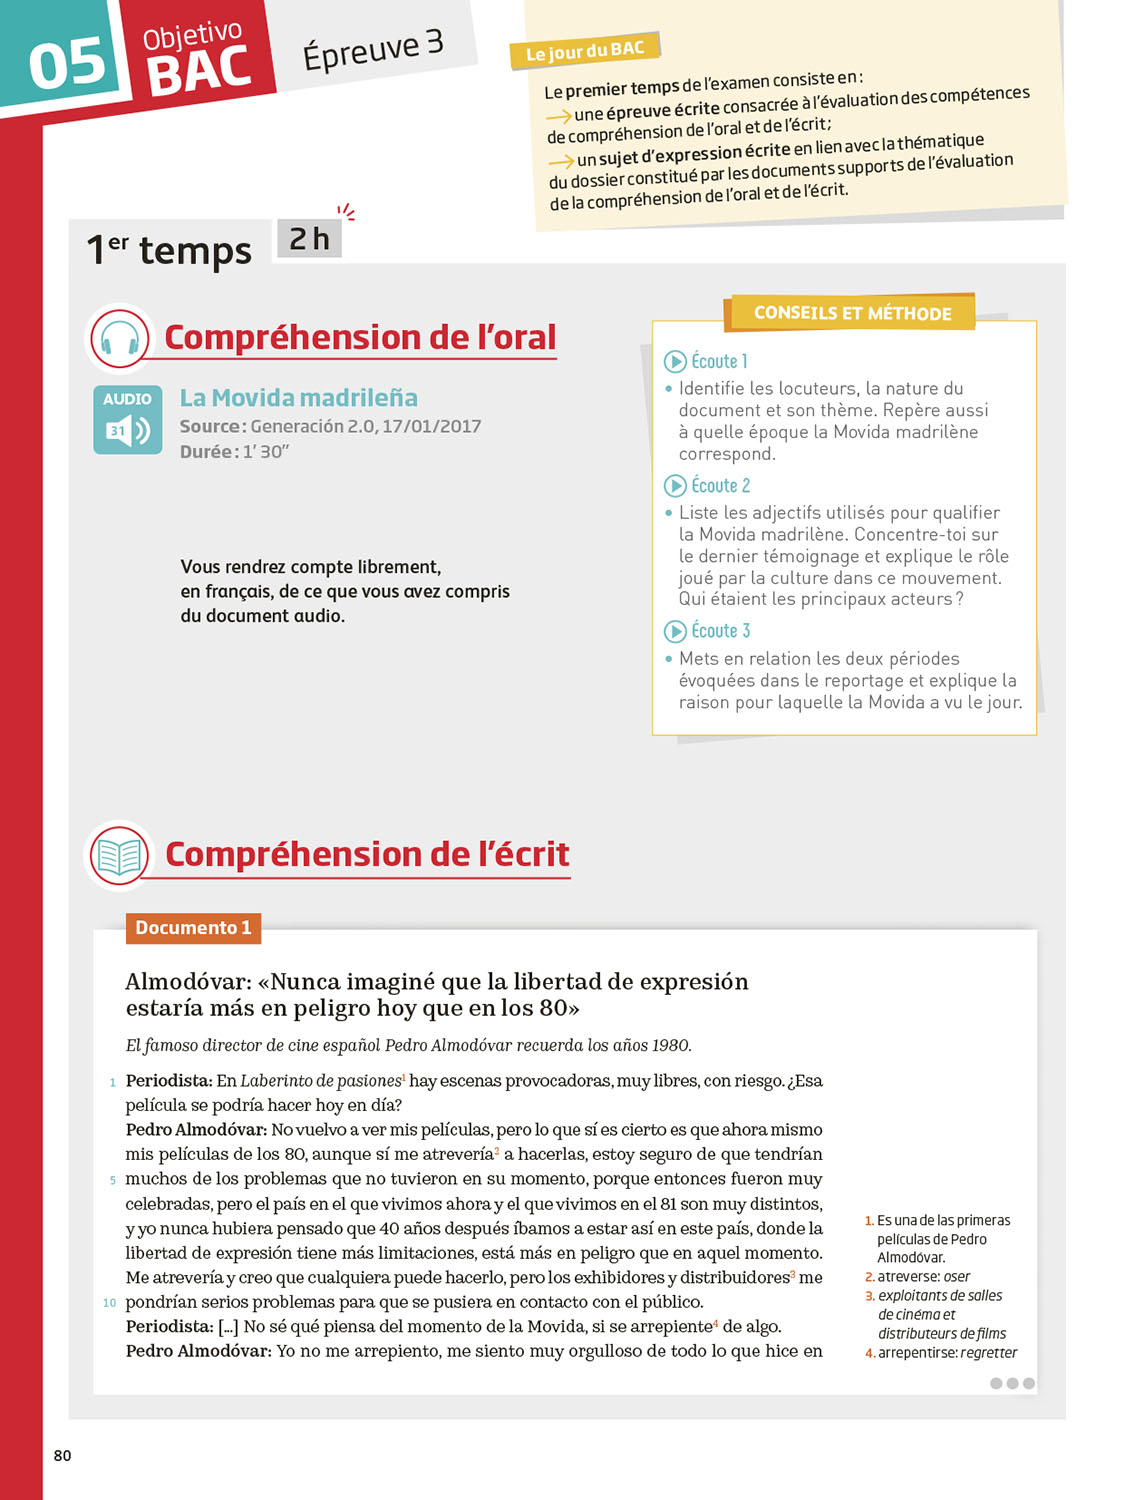 05
Objetivo
BAC
Épreuve 3
Le jour du BAC
Le premier temps de l'examen consiste en :
une épreuve écrite consacrée à l'évaluation des compétences
de compréhension de l'oral et de l'écrit ;
un sujet d'expression écrite en lien avec la thématique
du dossier constitué par les documents supports de l'évaluation
de la compréhension de l'oral et de l'écrit.
1er temps
2 h
Compréhension de l'oral
AUDIO
31
La Movida madrileña
Source : Generación 2.0, 17/01/2017
Durée : 1' 30''
Vous rendrez compte librement,
en français, de ce que vous avez compris
du document audio.
CONSEILS ET MÉTHODE
Écoute 1
• Identifie les locuteurs, la nature du
document et son thème. Repère aussi
à quelle époque la Movida madrilène
correspond.
Écoute 2
• Liste les adjectifs utilisés pour qualifier
la Movida madrilène. Concentre-toi sur
le dernier témoignage et explique le rôle
joué par la culture dans ce mouvement.
Qui étaient les principaux acteurs ?
Écoute 3
• Mets en relation les deux périodes
évoquées dans le reportage et explique la
raison pour laquelle la Movida a vu le jour.
Compréhension de l'écrit
Documento 1
Almodóvar: «Nunca imaginé que la libertad de expresión
estaría más en peligro hoy que en los 80»
El famoso director de cine español Pedro Almodóvar recuerda los años 1980.
1 Periodista: En Laberinto de pasiones1 hay escenas provocadoras, muy libres, con riesgo. ¿Esa
película se podría hacer hoy en día?
Pedro Almodóvar: No vuelvo a ver mis películas, pero lo que sí es cierto es que ahora mismo
mis películas de los 80, aunque sí me atrevería2 a hacerlas, estoy seguro de que tendrían
5 muchos de los problemas que no tuvieron en su momento, porque entonces fueron muy
celebradas, pero el país en el que vivimos ahora y el que vivimos en el 81 son muy distintos,
y yo nunca hubiera pensado que 40 años después íbamos a estar así en este país, donde la
libertad de expresión tiene más limitaciones, está más en peligro que en aquel momento.
Me atrevería y creo que cualquiera puede hacerlo, pero los exhibidores y distribuidores3 me
10 pondrían serios problemas para que se pusiera en contacto con el público.
Periodista: [...] No sé qué piensa del momento de la Movida, si se arrepiente4 de algo.
Pedro Almodóvar: Yo no me arrepiento, me siento muy orgulloso de todo lo que hice en
1. Es una de las primeras
películas de Pedro
Almodóvar.
2. atreverse: oser
3. exploitants de salles
de cinéma et
distributeurs de films
4. arrepentirse: regretter
80